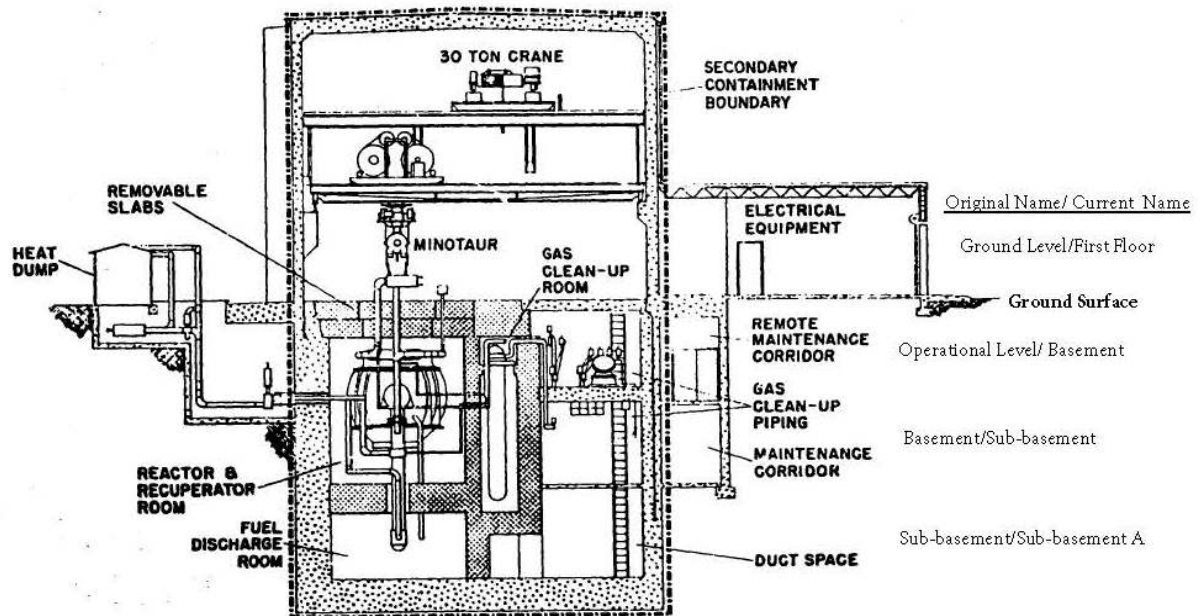 30 TON CRANE
SECONDARY
CONTAINMENT
BOUNDARY
REMOVABLE
SLABS
Original Name/ Current Name
ELECTRICAL
EQUIPMENT
MINOTAUR
Ground Level/First Floor
HEAT
DUMP
GAS
CLEAN-UP
ROOM
Ground Surface
REMOTE
MAINTENANCE
CORRIDOR
Operational Level/ Basement
GAS
CLEAN-UP
PIPING
Basement/Sub-basement
MAINTENANCE
CORRIDOR
REACTOR &
RECUPERATOR
ROOM
FUEL
DISCHARGE
ROOM
Sub-basement/Sub-basement A
DUCT SPACE